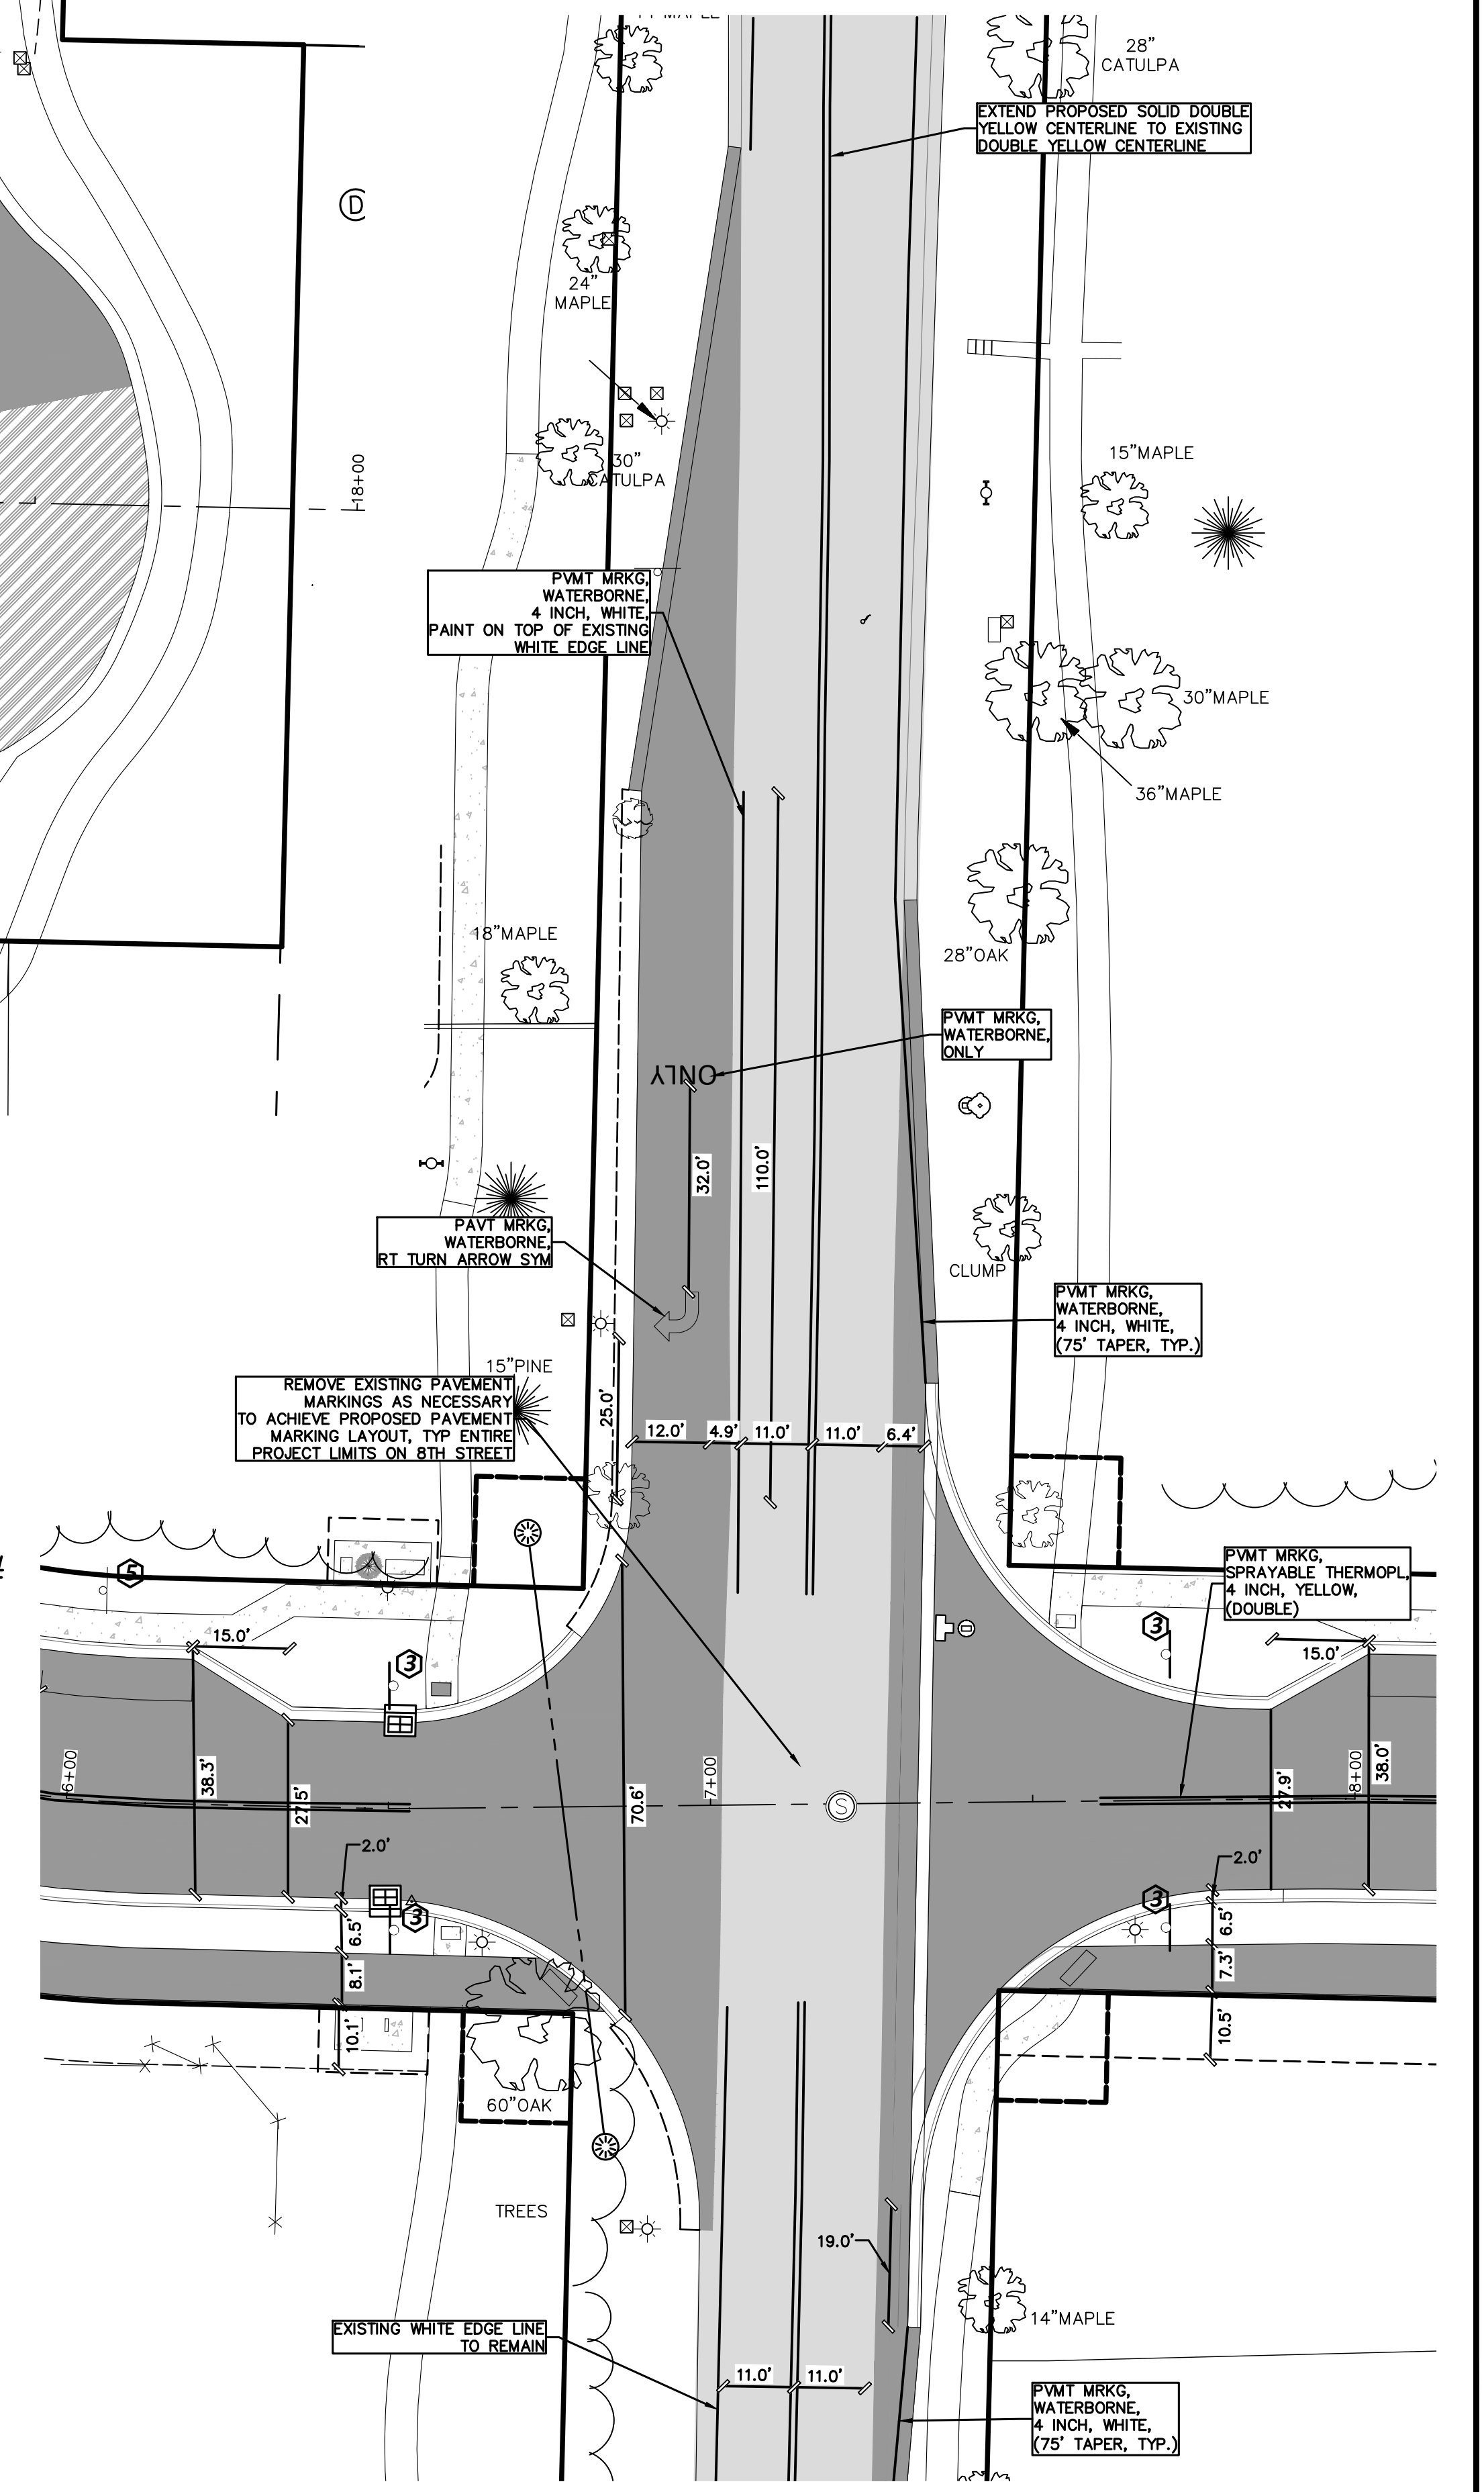 28"
CATULPA
EXTEND PROPOSED SOLID DOUBLE
YELLOW CENTERLINE TO EXISTING
DOUBLE YELLOW CENTERLINE
D
24"
MAPLE
30"
CATULPA
15"MAPLE
18+00
PVMT MRKG,
WATERBORNE,
4 INCH, WHITE,
PAINT ON TOP OF EXISTING
WHITE EDGE LINE
30"MAPLE
36"MAPLE
18"MAPLE
28"OAK
PVMT MRKG,
WATERBORNE,
ONLY
ONLY
32.0'
110.0'
PAVT MRKG,
WATERBORNE,
RT TURN ARROW SYM
CLUMP
PVMT MRKG,
WATERBORNE,
4 INCH, WHITE,
(75' TAPER, TYP.)
15"PINE
REMOVE EXISTING PAVEMENT
MARKINGS AS NECESSARY
TO ACHIEVE PROPOSED PAVEMENT
MARKING LAYOUT, TYP ENTIRE
PROJECT LIMITS ON 8TH STREET
25.0'
12.0'
4.9'
11.0'
11.0'
6.4'
5
PVMT MRKG,
SPRAYABLE THERMOPL,
4 INCH, YELLOW,
(DOUBLE)
15.0'
3
3
15.0'
6+00
38.3'
27.5'
70.6'
7+00
S
27.9'
8+00
38.0'
2.0'
2.0'
3
3
6.5'
8.1'
10.1'
6.5'
7.3'
10.5'
60"OAK
TREES
19.0'
14"MAPLE
EXISTING WHITE EDGE LINE
TO REMAIN
11.0'
11.0'
PVMT MRKG,
WATERBORNE,
4 INCH, WHITE,
(75' TAPER, TYP.)